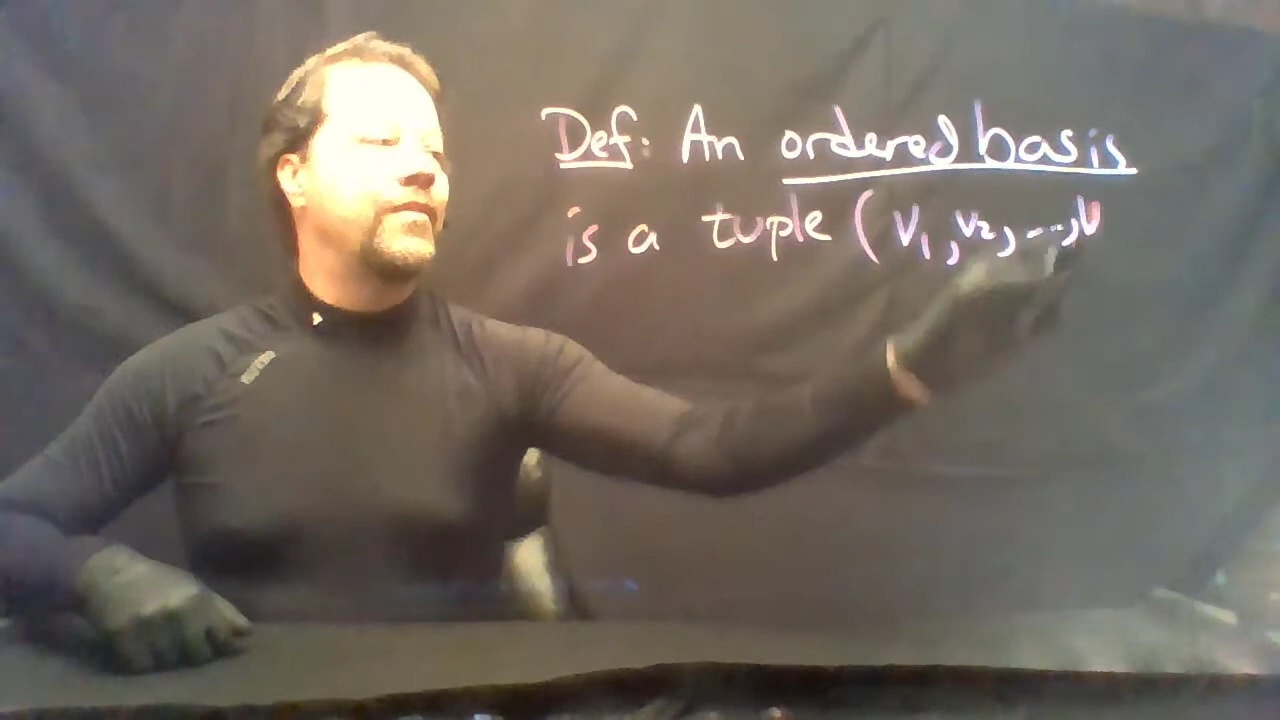 Def: An ordered basis
is a tuple (v₁, v₂, ..., v